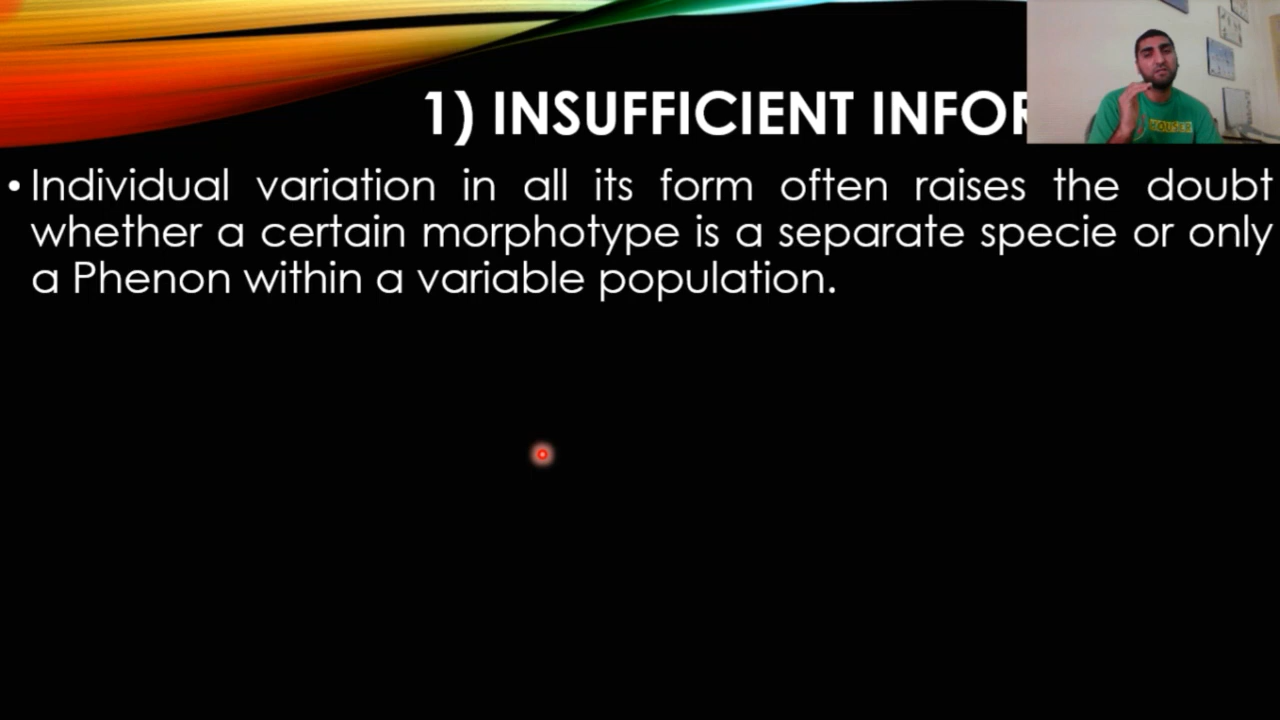 1) INSUFFICIENT INFOR
• Individual variation in all its form often raises the doubt
whether a certain morphotype is a separate specie or only
a Phenon within a variable population.